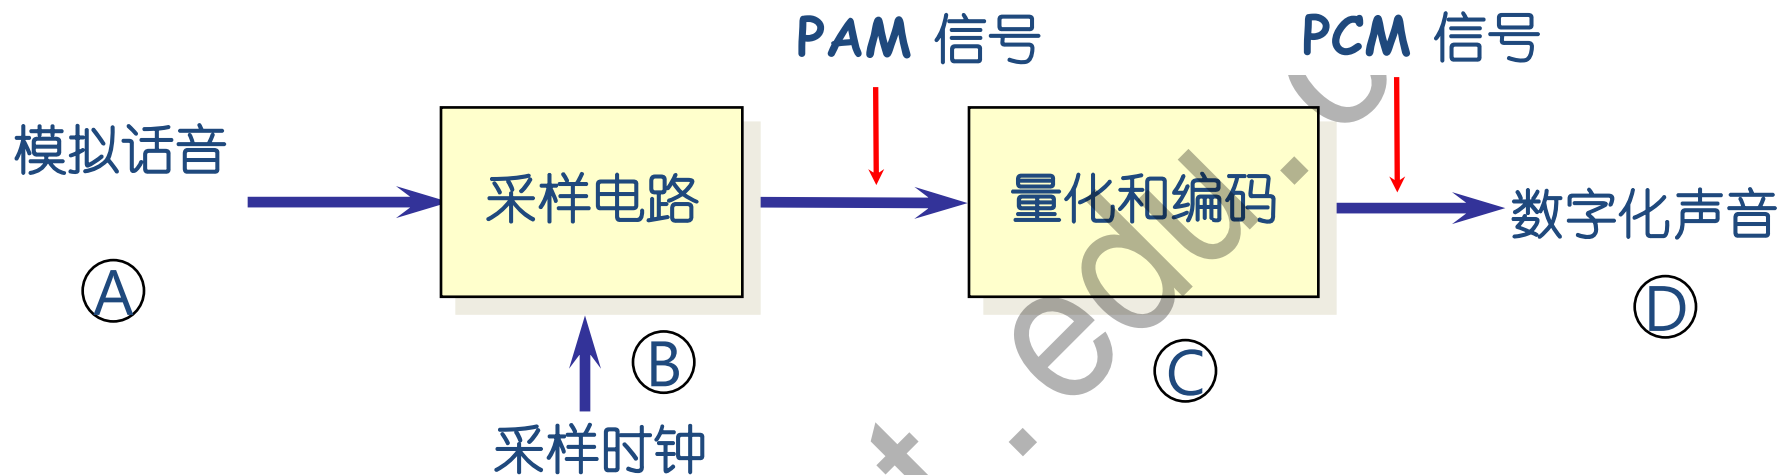 PAM 信号
PCM 信号
模拟话音
采样电路
量化和编码
数字化声音
A
B
C
D
采样时钟
t.edu.c